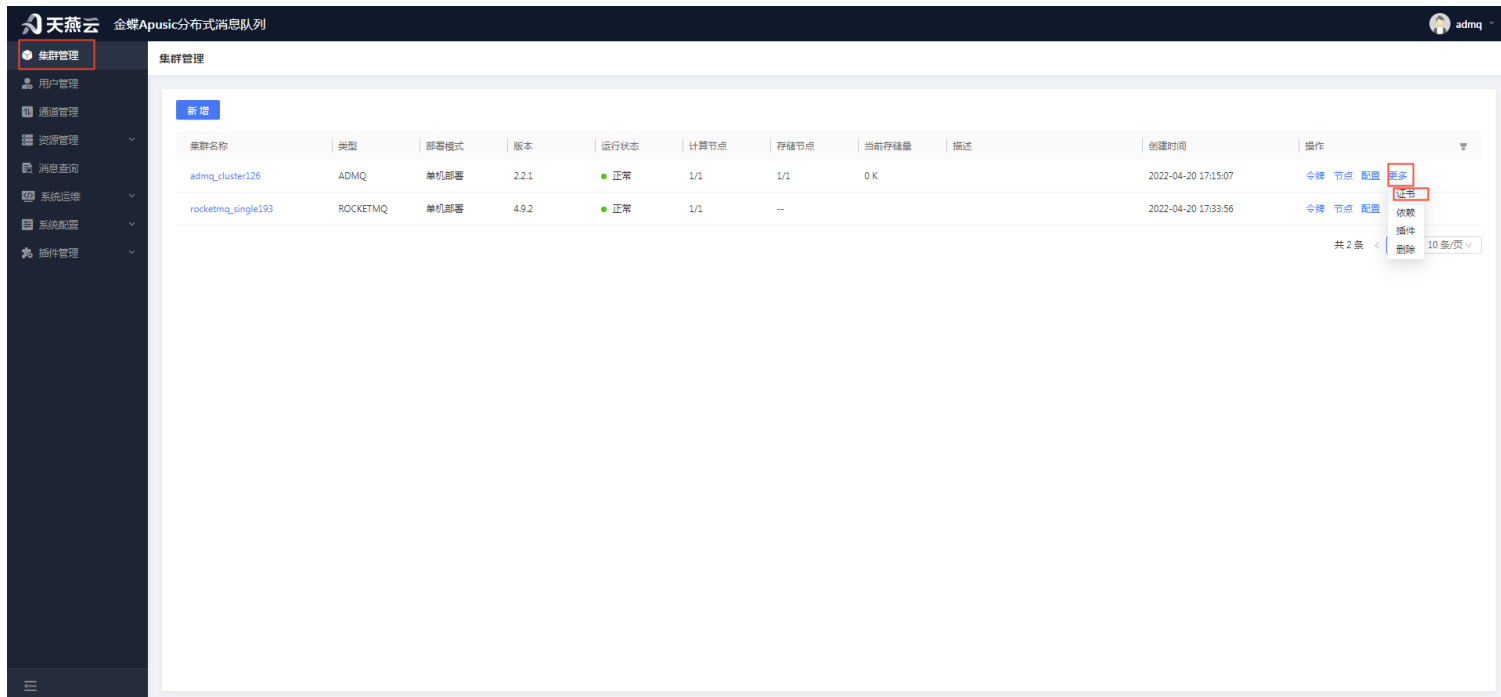 天燕云 金蝶Apusic分布式消息队列 admq
集群管理
用户管理
通道管理
资源管理
消息查询
系统运维
系统配置
插件管理
集群管理
新增
集群名称 类型 部署模式 版本 运行状态 计算节点 存储节点 当前存储量 描述 创建时间 操作
admq_cluster126 ADMQ 单机部署 2.2.1 正常 1/1 1/1 0 K 2022-04-20 17:15:07 令牌 节点 配置 更多
rocketmq_single193 ROCKETMQ 单机部署 4.9.2 正常 1/1 -- 2022-04-20 17:33:56 令牌 节点 配置
证书
依赖
插件
删除
共 2 条 < 10 条/页